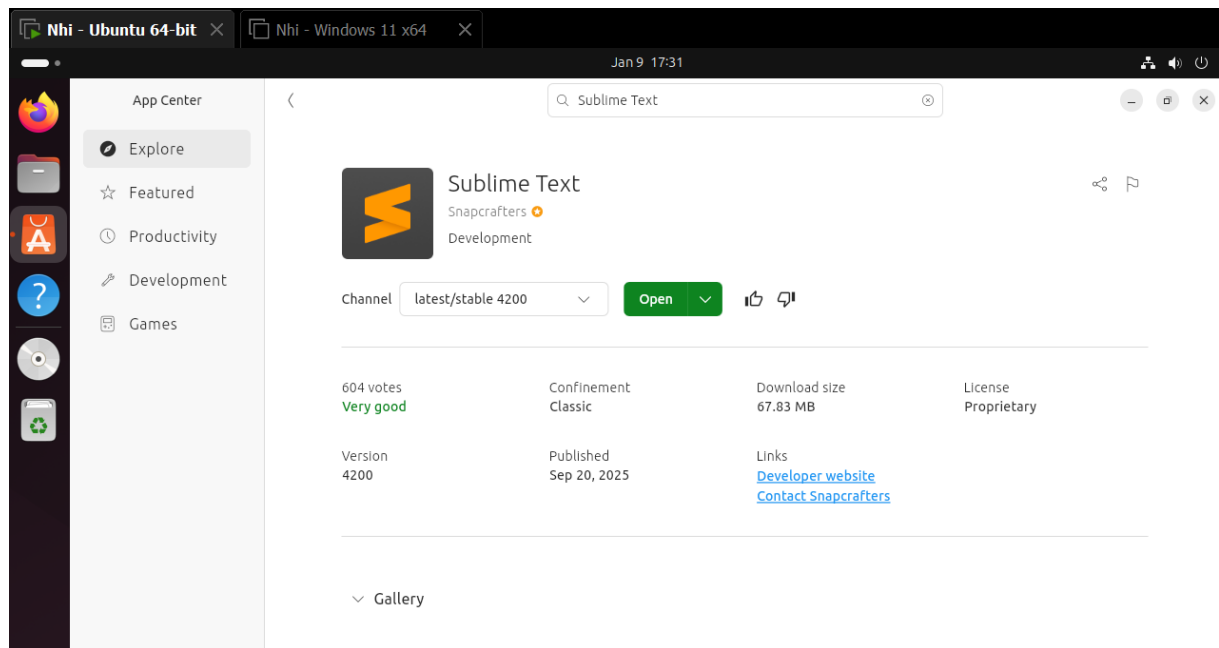 Nhi - Ubuntu 64-bit
Nhi - Windows 11 x64
Jan 9 17:31
App Center
Sublime Text
Explore
Featured
Productivity
Development
Games
Sublime Text
Snapcrafters
Development
Channel
latest/stable 4200
Open
604 votes
Very good
Confinement
Classic
Download size
67.83 MB
License
Proprietary
Version
4200
Published
Sep 20, 2025
Links
Developer website
Contact Snapcrafters
Gallery